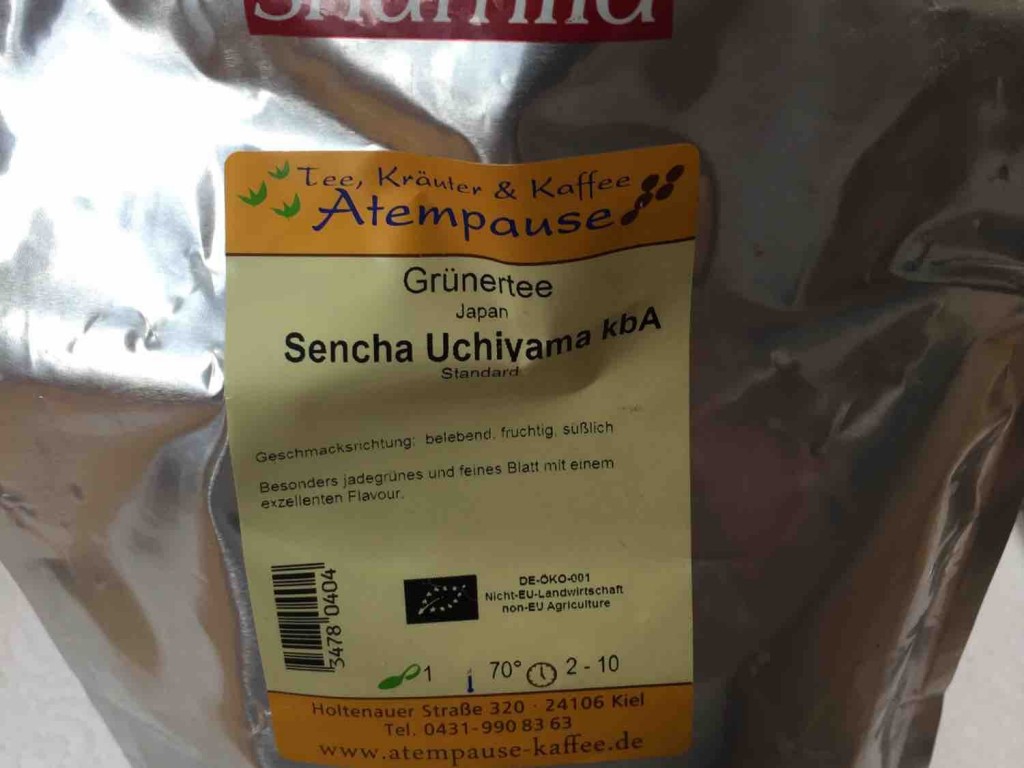 Tee, Kräuter & Kaffee
Atempause
Grünertee
Japan
Sencha Uchiyama kbA
Standard
Geschmacksrichtung: belebend, fruchtig, süßlich
Besonders jadegrünes und feines Blatt mit einem
exzellenten Flavour.
3478 0404
DE-ÖKO-001
Nicht-EU-Landwirtschaft
non-EU Agriculture
1 70° 2 - 10
Holtenauer Straße 320 · 24106 Kiel
Tel. 0431-990 83 63
www.atempause-kaffee.de